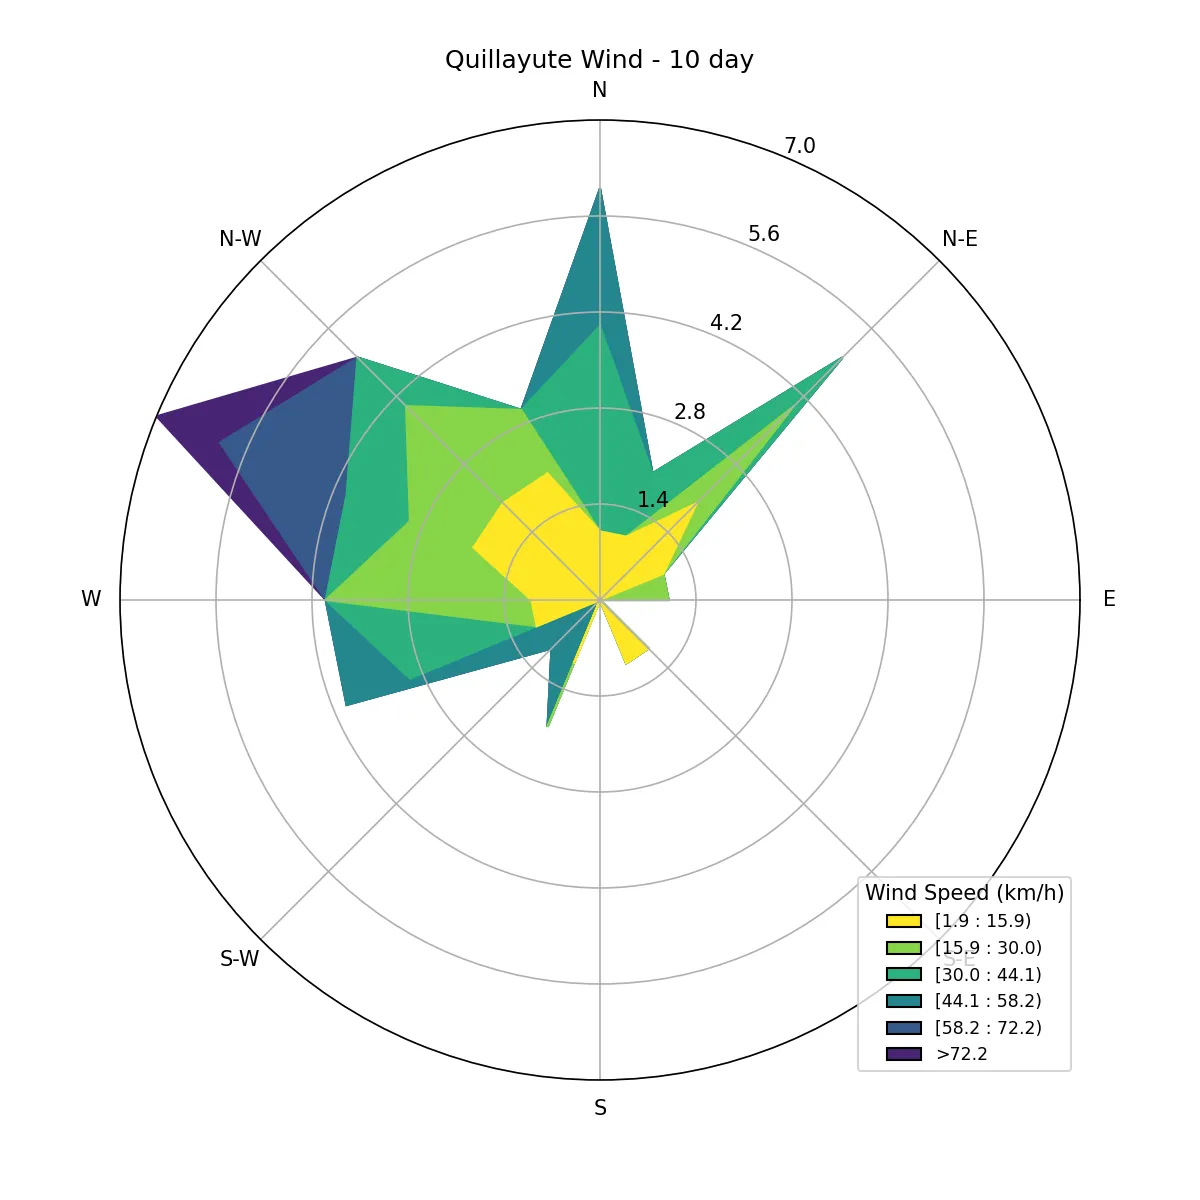 Quillayute Wind - 10 day
N
7.0
N-W
5.6
N-E
4.2
2.8
1.4
W
E
Wind Speed (km/h)
[1.9 : 15.9)
[15.9 : 30.0)
S-W
S-E
[30.0 : 44.1)
[44.1 : 58.2)
[58.2 : 72.2)
>72.2
S